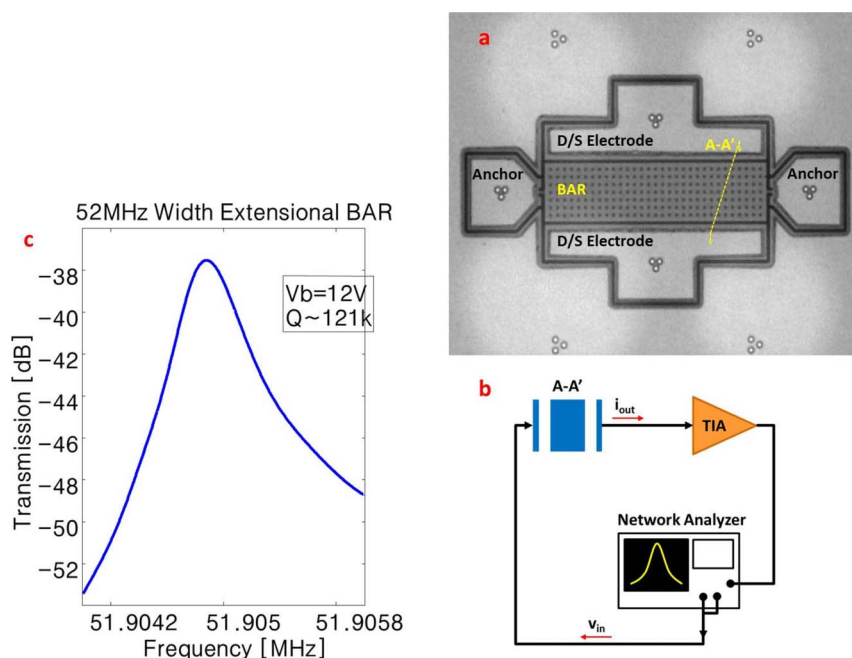 a
D/S Electrode
A-A’
Anchor
BAR
Anchor
D/S Electrode
52MHz Width Extensional BAR
c
Transmission [dB]
−38
−40
−42
−44
−46
−48
−50
−52
Vb=12V
Q~121k
51.9042
51.905
51.9058
Frequency [MHz]
b
A-A’
iout
TIA
Network Analyzer
vin